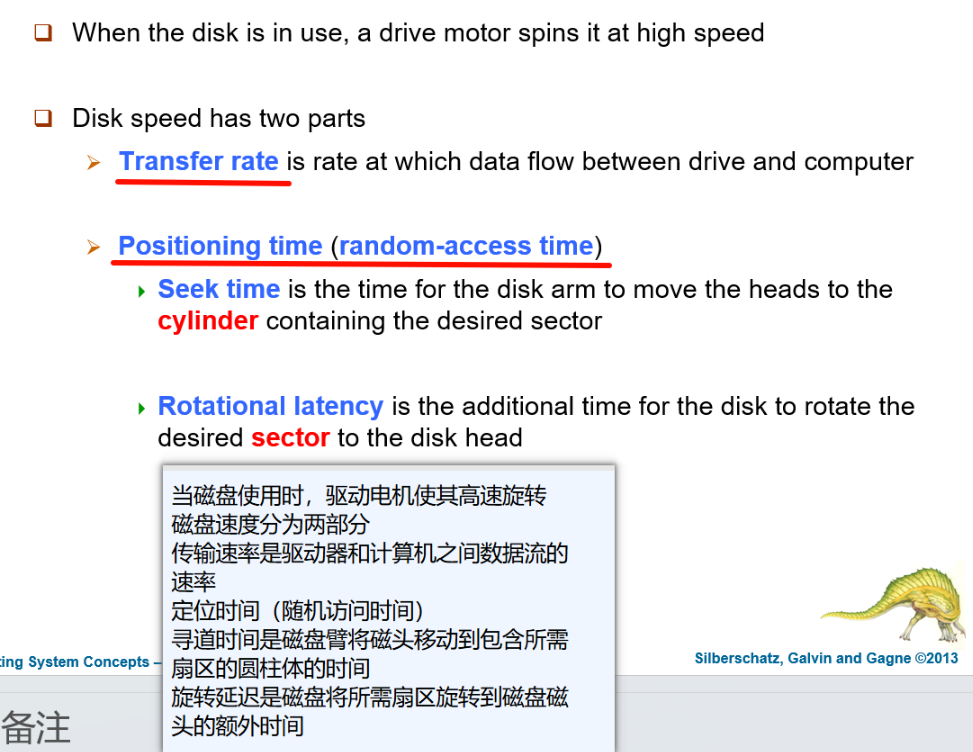 When the disk is in use, a drive motor spins it at high speed
Disk speed has two parts
Transfer rate is rate at which data flow between drive and computer
Positioning time (random-access time)
Seek time is the time for the disk arm to move the heads to the
cylinder containing the desired sector
Rotational latency is the additional time for the disk to rotate the
desired sector to the disk head
当磁盘使用时，驱动电机使其高速旋转
磁盘速度分为两部分
传输速率是驱动器和计算机之间数据流的
速率
定位时间（随机访问时间）
寻道时间是磁盘臂将磁头移动到包含所需
扇区的圆柱体的时间
旋转延迟是磁盘将所需扇区旋转到磁盘磁
头的额外时间
ting System Concepts –
Silberschatz, Galvin and Gagne ©2013
备注